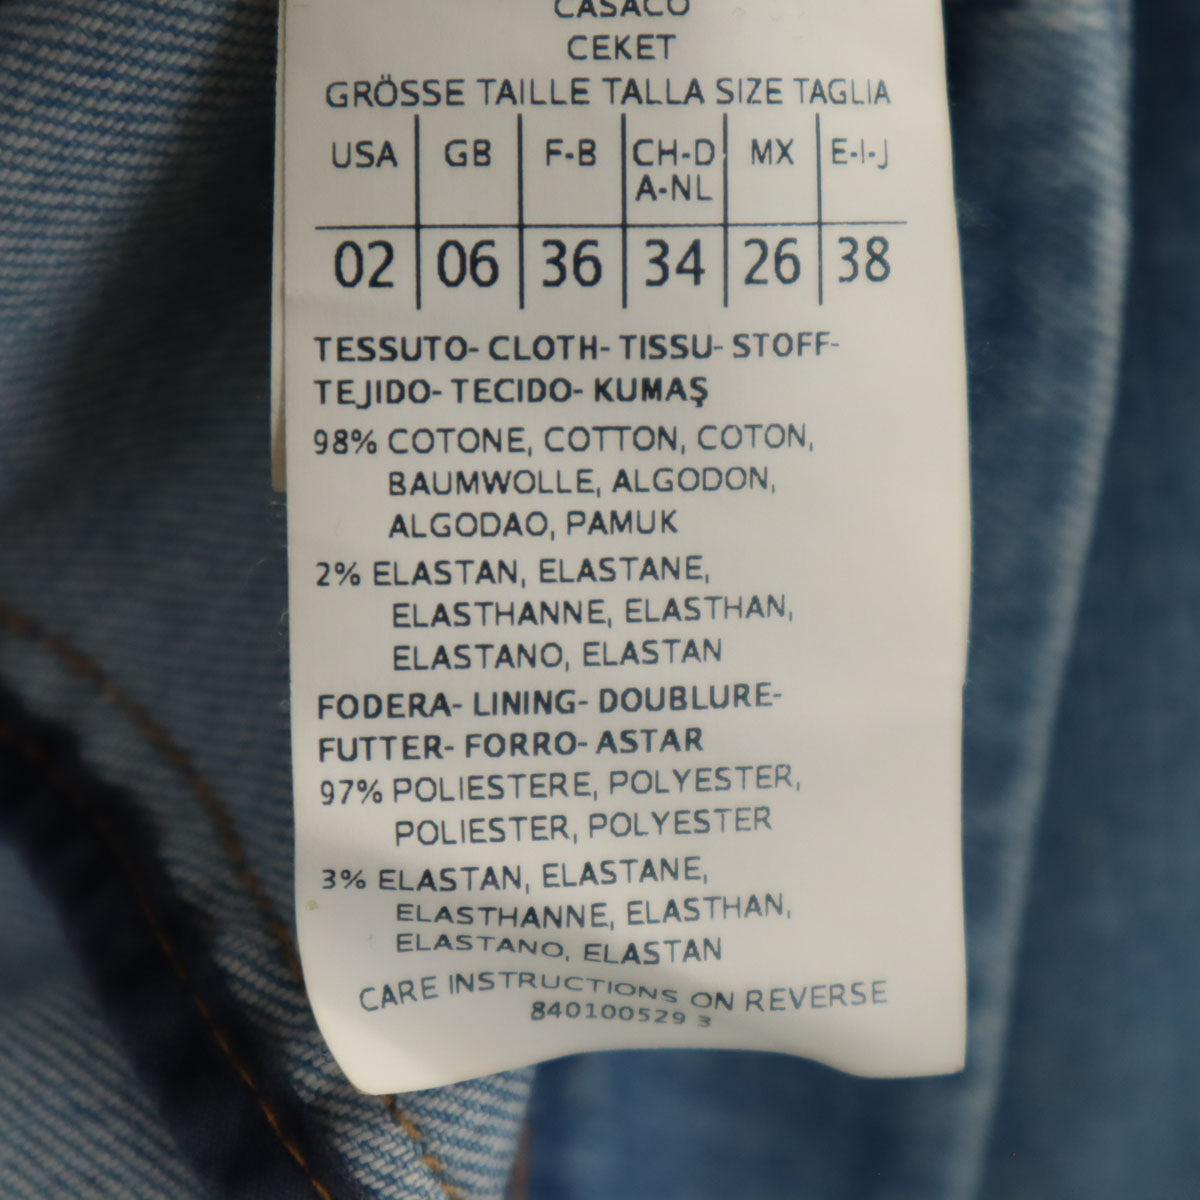 CASACO
CEKET
GRÖSSE TAILLE TALLA SIZE TAGLIA
USA GB F-B CH-D A-NL MX E-I-J
02 06 36 34 26 38
TESSUTO- CLOTH- TISSU- STOFF-
TEJIDO- TECIDO- KUMAŞ
98% COTONE, COTTON, COTON,
BAUMWOLLE, ALGODON,
ALGODAO, PAMUK
2% ELASTAN, ELASTANE,
ELASTHANNE, ELASTHAN,
ELASTANO, ELASTAN
FODERA- LINING- DOUBLURE-
FUTTER- FORRO- ASTAR
97% POLIESTERE, POLYESTER,
POLIESTER, POLYESTER
3% ELASTAN, ELASTANE,
ELASTHANNE, ELASTHAN,
ELASTANO, ELASTAN
CARE INSTRUCTIONS ON REVERSE
840100529 3